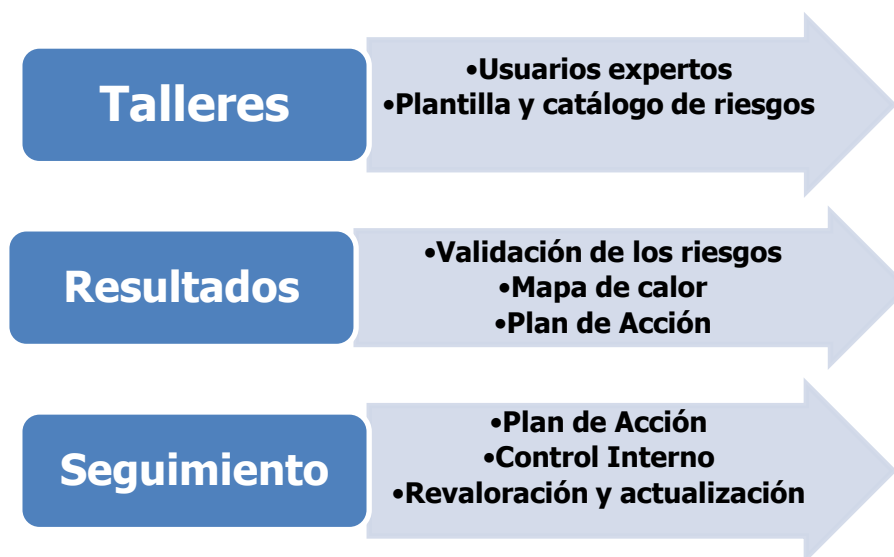 Talleres
•Usuarios expertos
•Plantilla y catálogo de riesgos
Resultados
•Validación de los riesgos
•Mapa de calor
•Plan de Acción
Seguimiento
•Plan de Acción
•Control Interno
•Revaloración y actualización